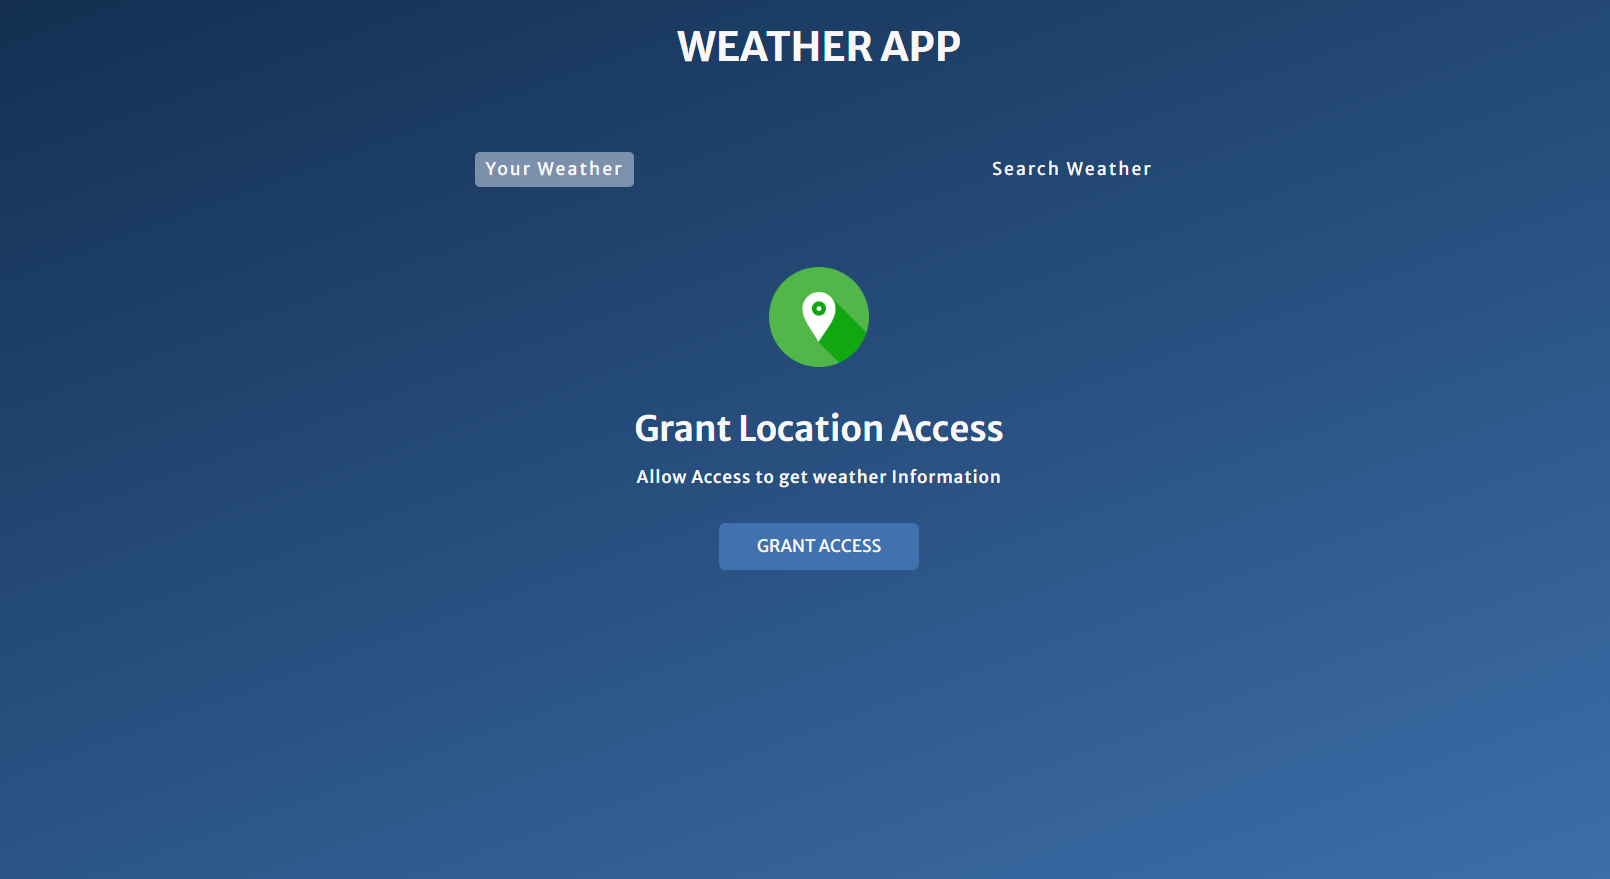 WEATHER APP
Your Weather
Search Weather
Grant Location Access
Allow Access to get weather Information
GRANT ACCESS